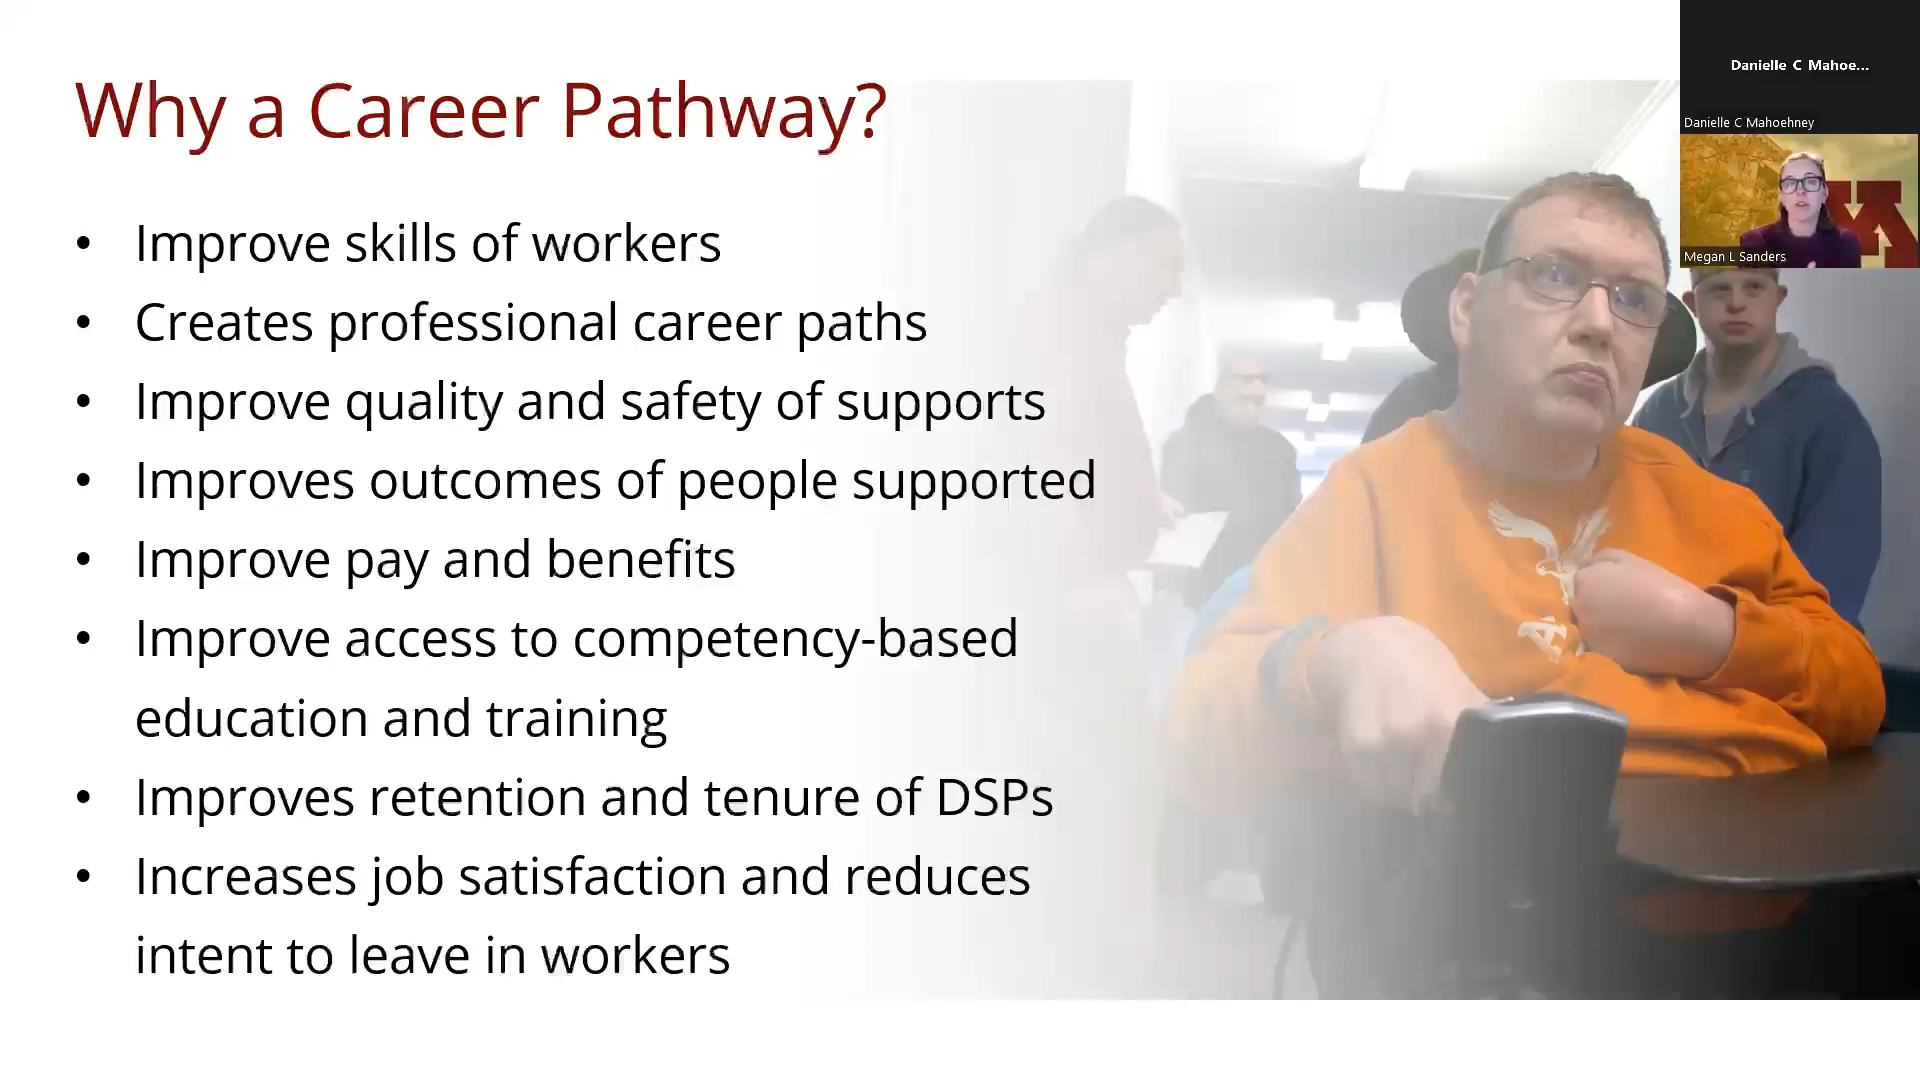 Why a Career Pathway?
• Improve skills of workers
• Creates professional career paths
• Improve quality and safety of supports
• Improves outcomes of people supported
• Improve pay and benefits
• Improve access to competency-based
education and training
• Improves retention and tenure of DSPs
• Increases job satisfaction and reduces
intent to leave in workers
Danielle C Mahoe...
Danielle C Mahoehney
Megan L Sanders